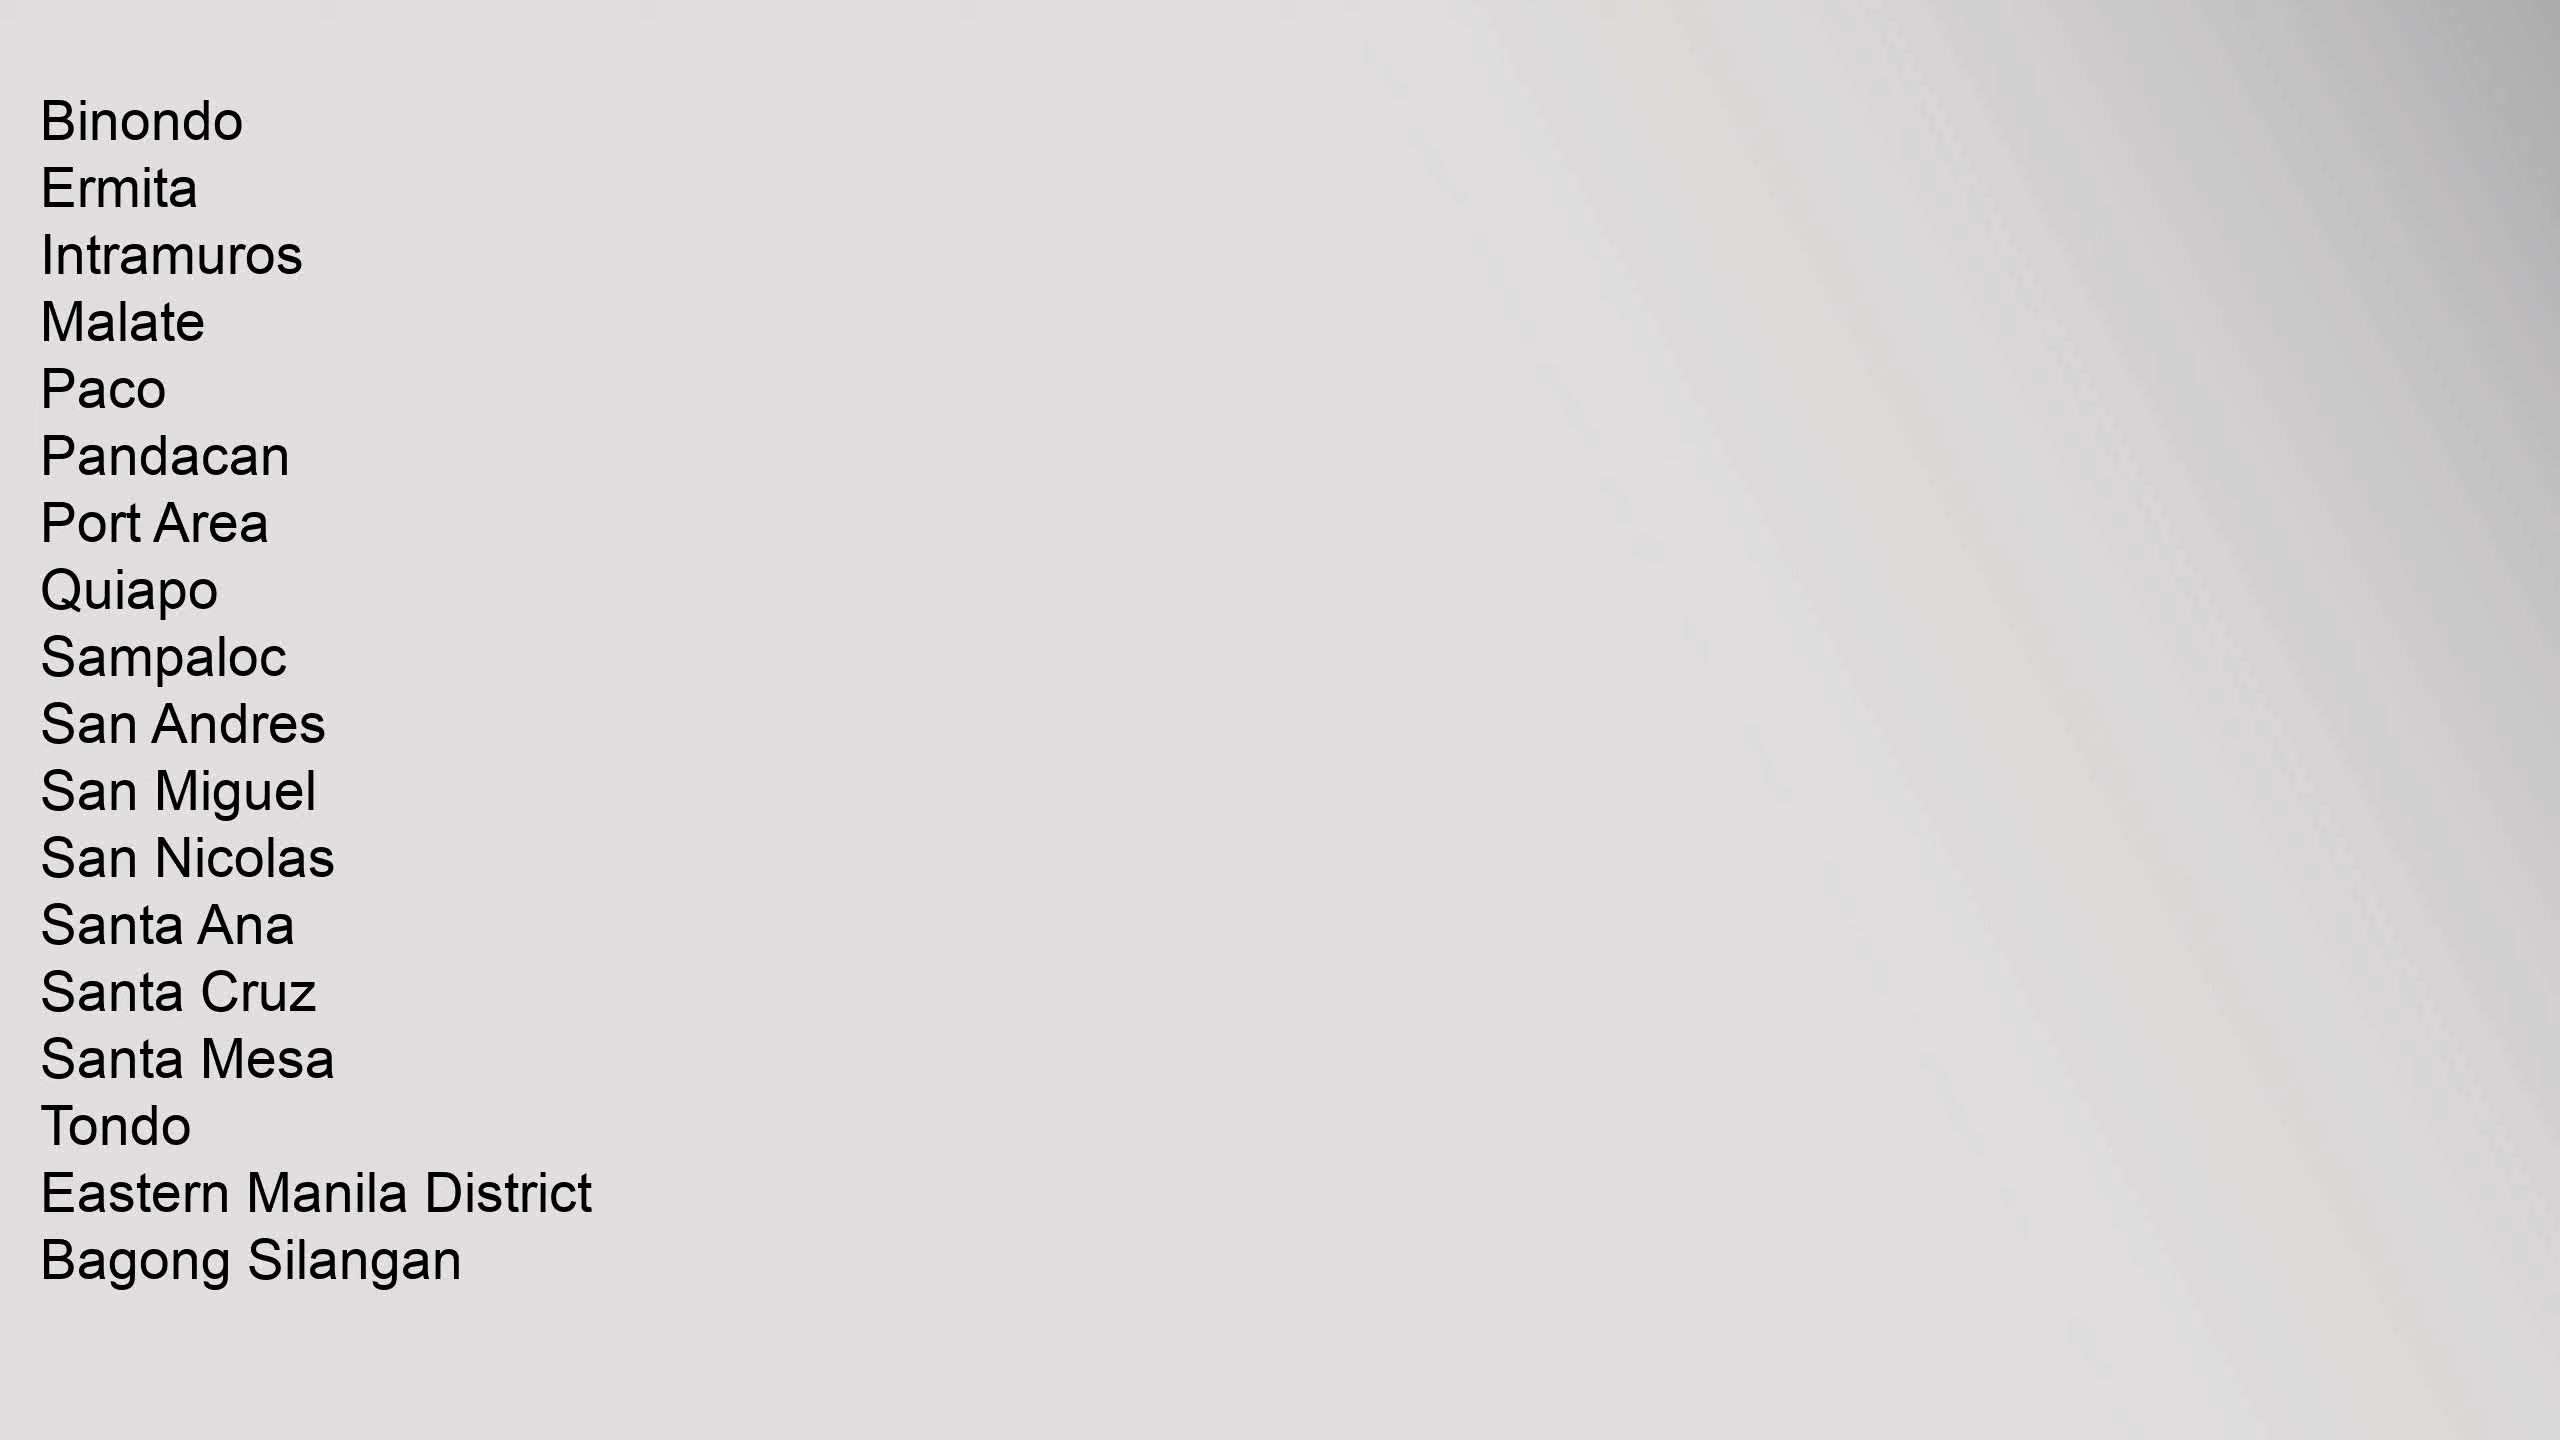 Binondo
Ermita
Intramuros
Malate
Paco
Pandacan
Port Area
Quiapo
Sampaloc
San Andres
San Miguel
San Nicolas
Santa Ana
Santa Cruz
Santa Mesa
Tondo
Eastern Manila District
Bagong Silangan